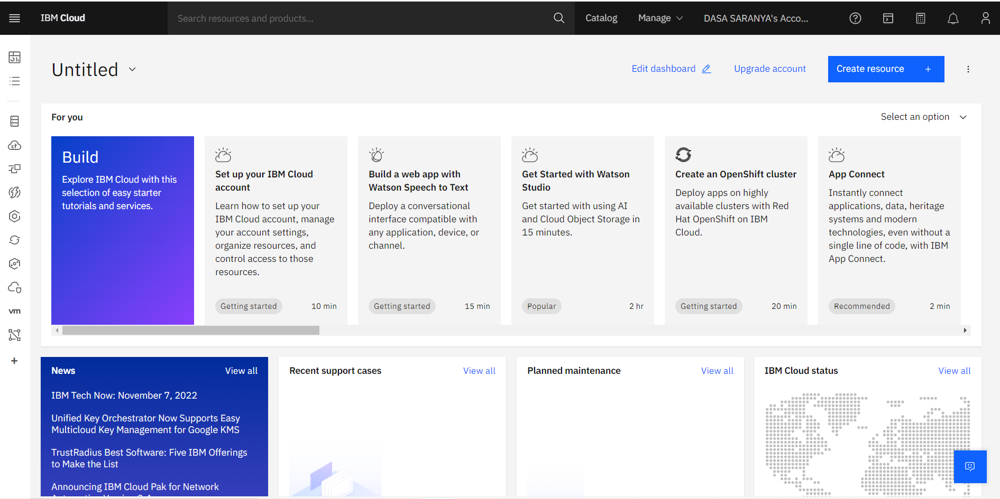 IBM Cloud
Search resources and products...
Catalog
Manage
DASA SARANYA's Acco...
Untitled
Edit dashboard
Upgrade account
Create resource +
For you
Select an option
Build
Explore IBM Cloud with this
selection of easy starter
tutorials and services.
Set up your IBM Cloud
account
Learn how to set up your
IBM Cloud account, manage
your account settings,
organize resources, and
control access to those
resources.
Getting started
10 min
Build a web app with
Watson Speech to Text
Deploy a conversational
interface compatible with
any application, device, or
channel.
Getting started
15 min
Get Started with Watson
Studio
Get started with using AI
and Cloud Object Storage in
15 minutes.
Popular
2 hr
Create an OpenShift cluster
Deploy apps on highly
available clusters with Red
Hat OpenShift on IBM
Cloud.
Getting started
20 min
App Connect
Instantly connect
applications, data, heritage
systems and modern
technologies, even without a
single line of code, with IBM
App Connect.
Recommended
2 min
cf
vm
+
News
View all
IBM Tech Now: November 7, 2022
Unified Key Orchestrator Now Supports Easy
Multicloud Key Management for Google KMS
TrustRadius Best Software: Five IBM Offerings
to Make the List
Announcing IBM Cloud Pak for Network
Recent support cases
View all
Planned maintenance
View all
IBM Cloud status
View all